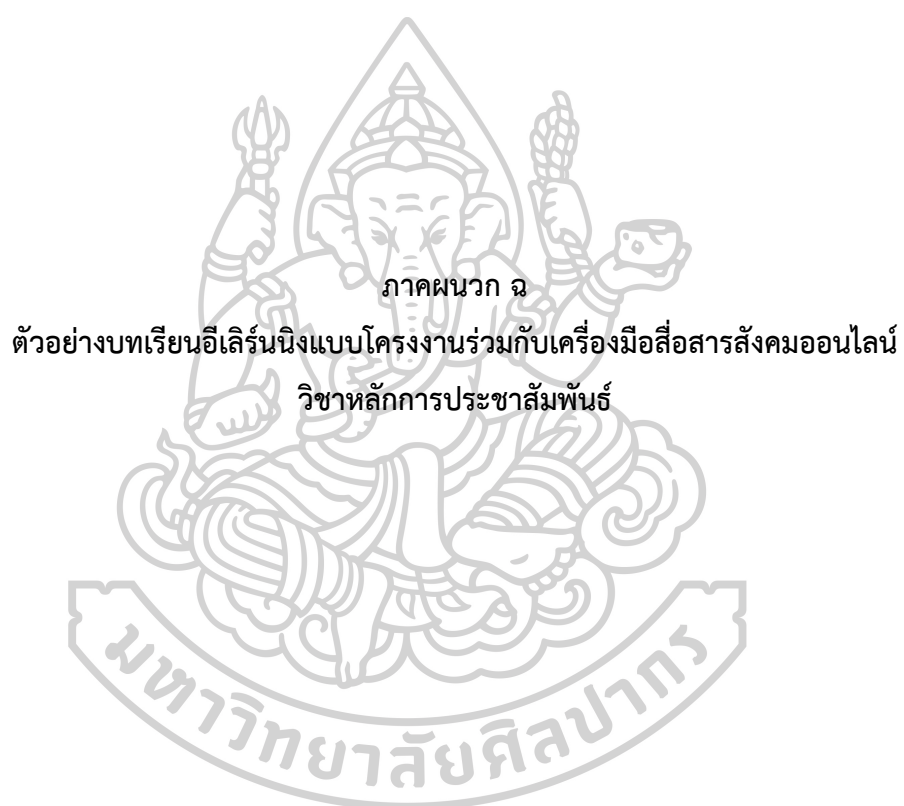 ภาคผนวก ฉ
ตัวอย่างบทเรียนอีเลิร์นนิงแบบโครงงานร่วมกับเครื่องมือสื่อสารสังคมออนไลน์
วิชาหลักการประชาสัมพันธ์
มหาวิทยาลัยศิลปากร